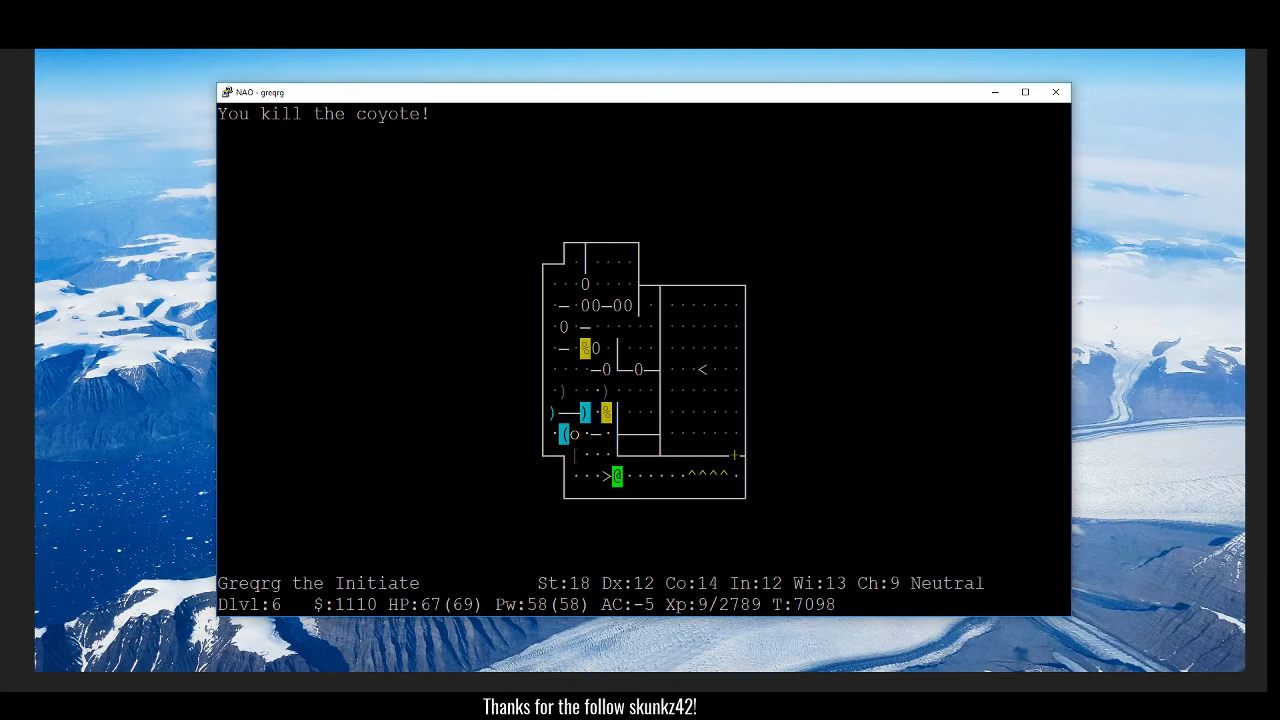 NAO - greqrg
You kill the coyote!
Greqrg the Initiate St:18 Dx:12 Co:14 In:12 Wi:13 Ch:9 Neutral
Dlvl:6 $:1110 HP:67(69) Pw:58(58) AC:-5 Xp:9/2789 T:7098
Thanks for the follow skunkz42!